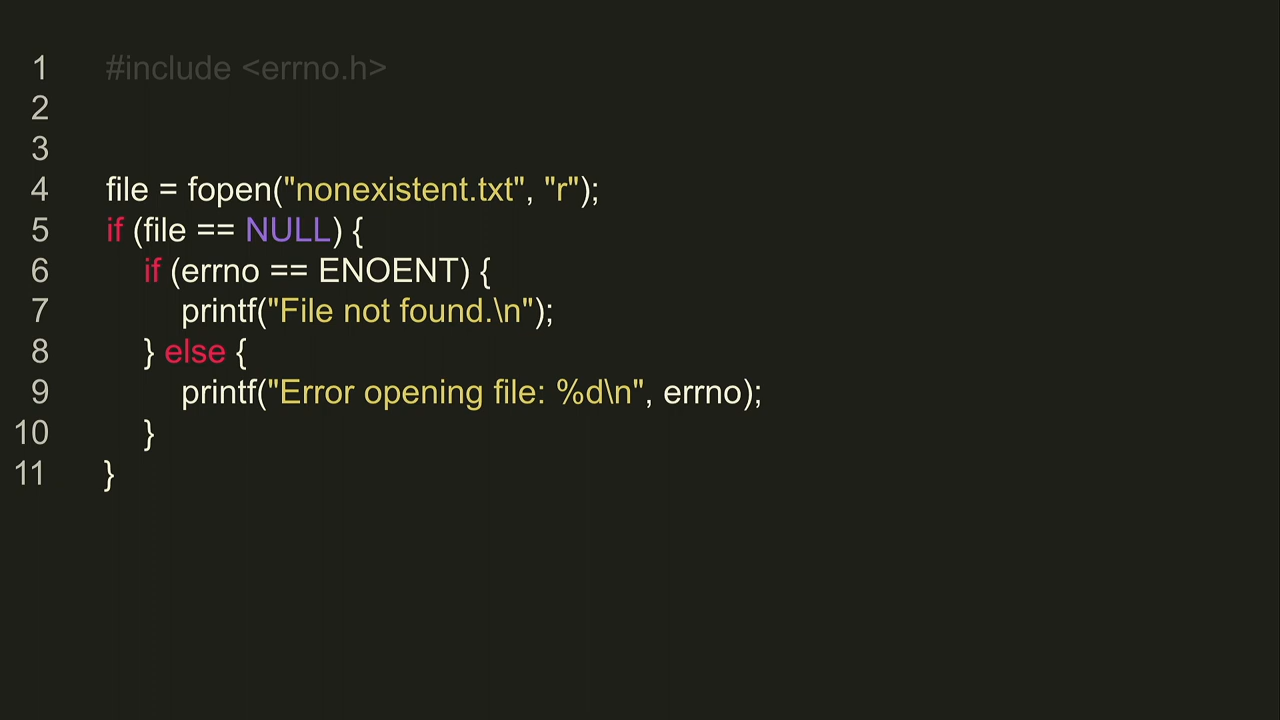 1 #include <errno.h>
2
3
4 file = fopen("nonexistent.txt", "r");
5 if (file == NULL) {
6 if (errno == ENOENT) {
7 printf("File not found.\n");
8 } else {
9 printf("Error opening file: %d\n", errno);
10 }
11 }